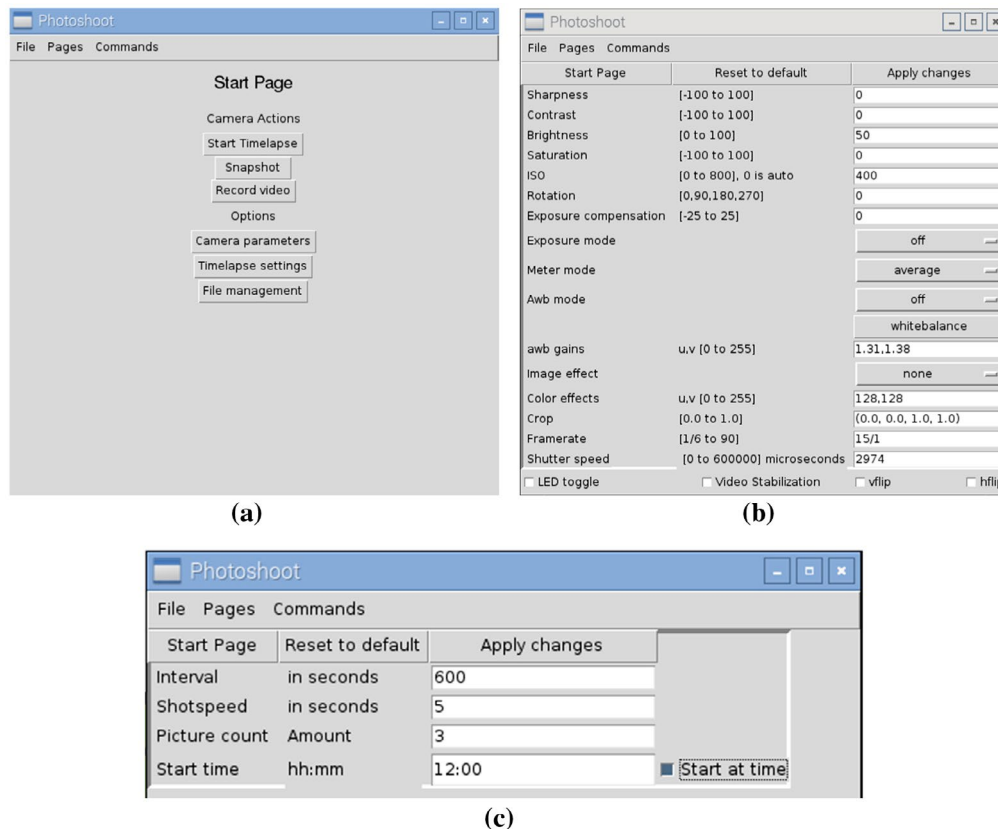 Photoshoot
File Pages Commands
Start Page
Camera Actions
Start Timelapse
Snapshot
Record video
Options
Camera parameters
Timelapse settings
File management
(a)
Photoshoot
File Pages Commands
Start Page Reset to default Apply changes
Sharpness [-100 to 100] 0
Contrast [-100 to 100] 0
Brightness [0 to 100] 50
Saturation [-100 to 100] 0
ISO [0 to 800], 0 is auto 400
Rotation [0,90,180,270] 0
Exposure compensation [-25 to 25] 0
Exposure mode off
Meter mode average
Awb mode off
whitebalance
awb gains u,v [0 to 255] 1.31,1.38
Image effect none
Color effects u,v [0 to 255] 128,128
Crop [0.0 to 1.0] (0.0, 0.0, 1.0, 1.0)
Framerate [1/6 to 90] 15/1
Shutter speed [0 to 600000] microseconds 2974
LED toggle Video Stabilization vflip hflip
(b)
Photoshoot
File Pages Commands
Start Page Reset to default Apply changes
Interval in seconds 600
Shotspeed in seconds 5
Picture count Amount 3
Start time hh:mm 12:00 Start at time
(c)